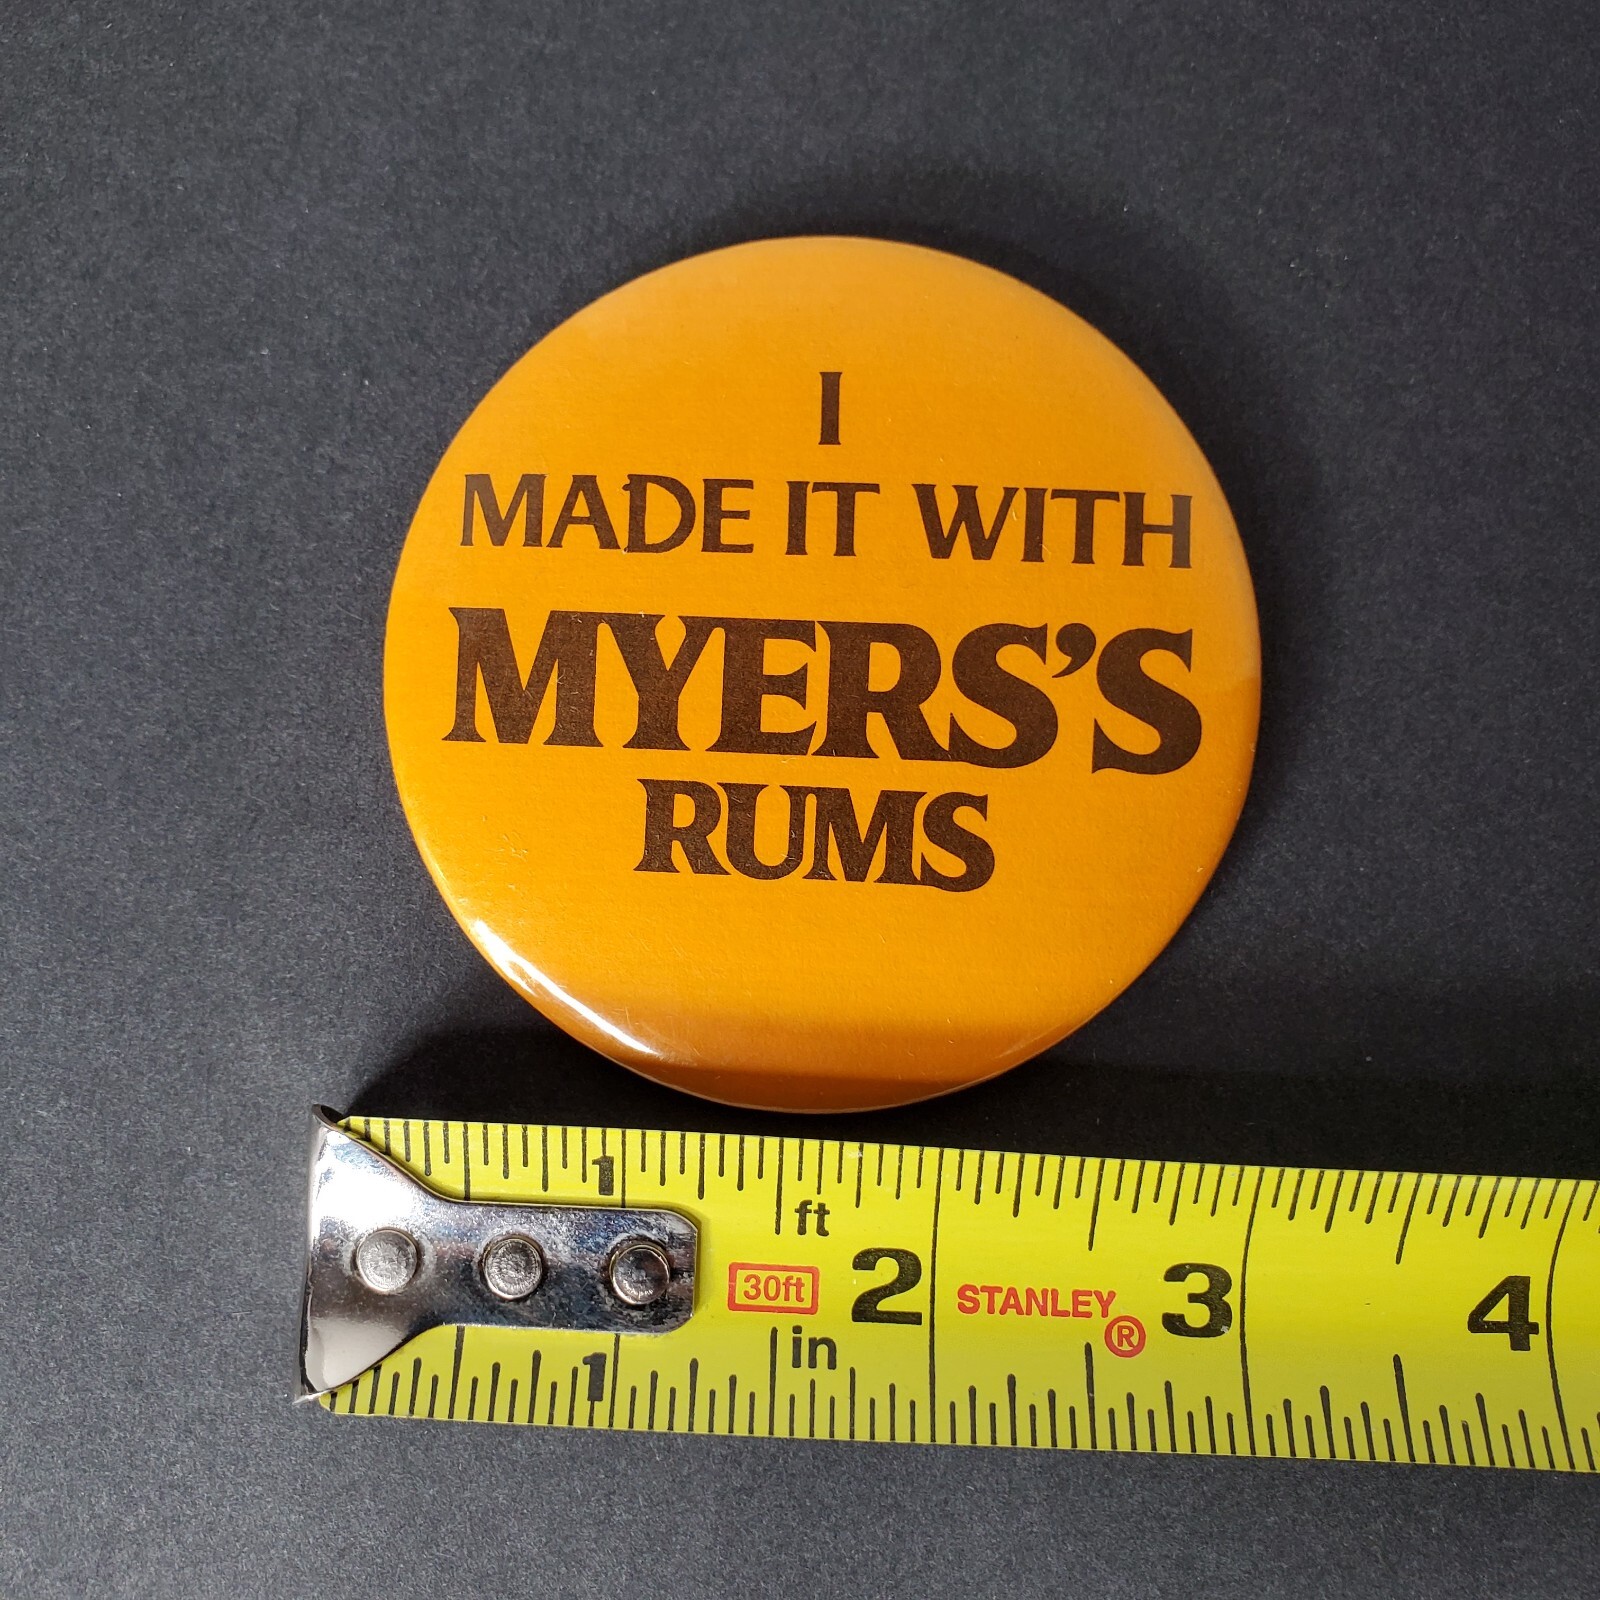 I
MADE IT WITH
MYERS'S
RUMS
1
ft
30ft
2
STANLEY®
3
4
in
1